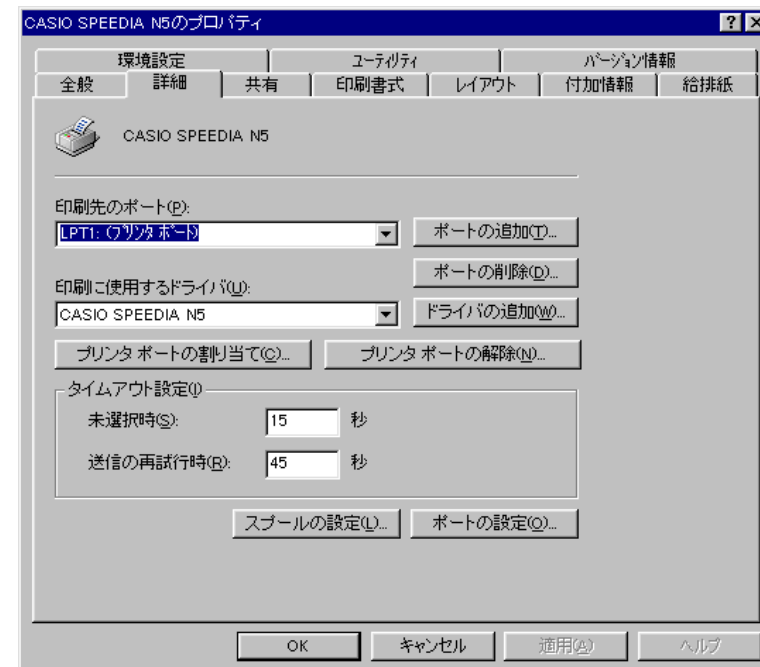 CASIO SPEEDIA N5のプロパティ
環境設定 ユーティリティ バージョン情報
全般 詳細 共有 印刷書式 レイアウト 付加情報 給排紙
CASIO SPEEDIA N5
印刷先のポート(P):
LPT1: (プリンタ ポート) ポートの追加(T)...
ポートの削除(D)...
印刷に使用するドライバ(U):
CASIO SPEEDIA N5 ドライバの追加(W)...
プリンタ ポートの割り当て(C)... プリンタ ポートの解除(N)...
タイムアウト設定(I)
未選択時(S): 15 秒
送信の再試行時(R): 45 秒
スプールの設定(L)... ポートの設定(O)...
OK キャンセル 適用(A) ヘルプ